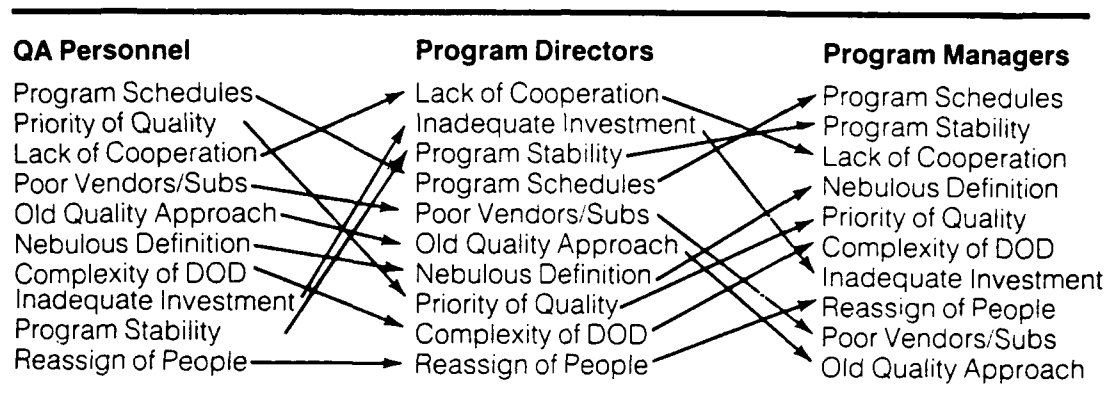 QA Personnel
Program Schedules
Priority of Quality
Lack of Cooperation
Poor Vendors/Subs
Old Quality Approach
Nebulous Definition
Complexity of DOD
Inadequate Investment
Program Stability
Reassign of People
Program Directors
Lack of Cooperation
Inadequate Investment
Program Stability
Program Schedules
Poor Vendors/Subs
Old Quality Approach
Nebulous Definition
Priority of Quality
Complexity of DOD
Reassign of People
Program Managers
Program Schedules
Program Stability
Lack of Cooperation
Nebulous Definition
Priority of Quality
Complexity of DOD
Inadequate Investment
Reassign of People
Poor Vendors/Subs
Old Quality Approach